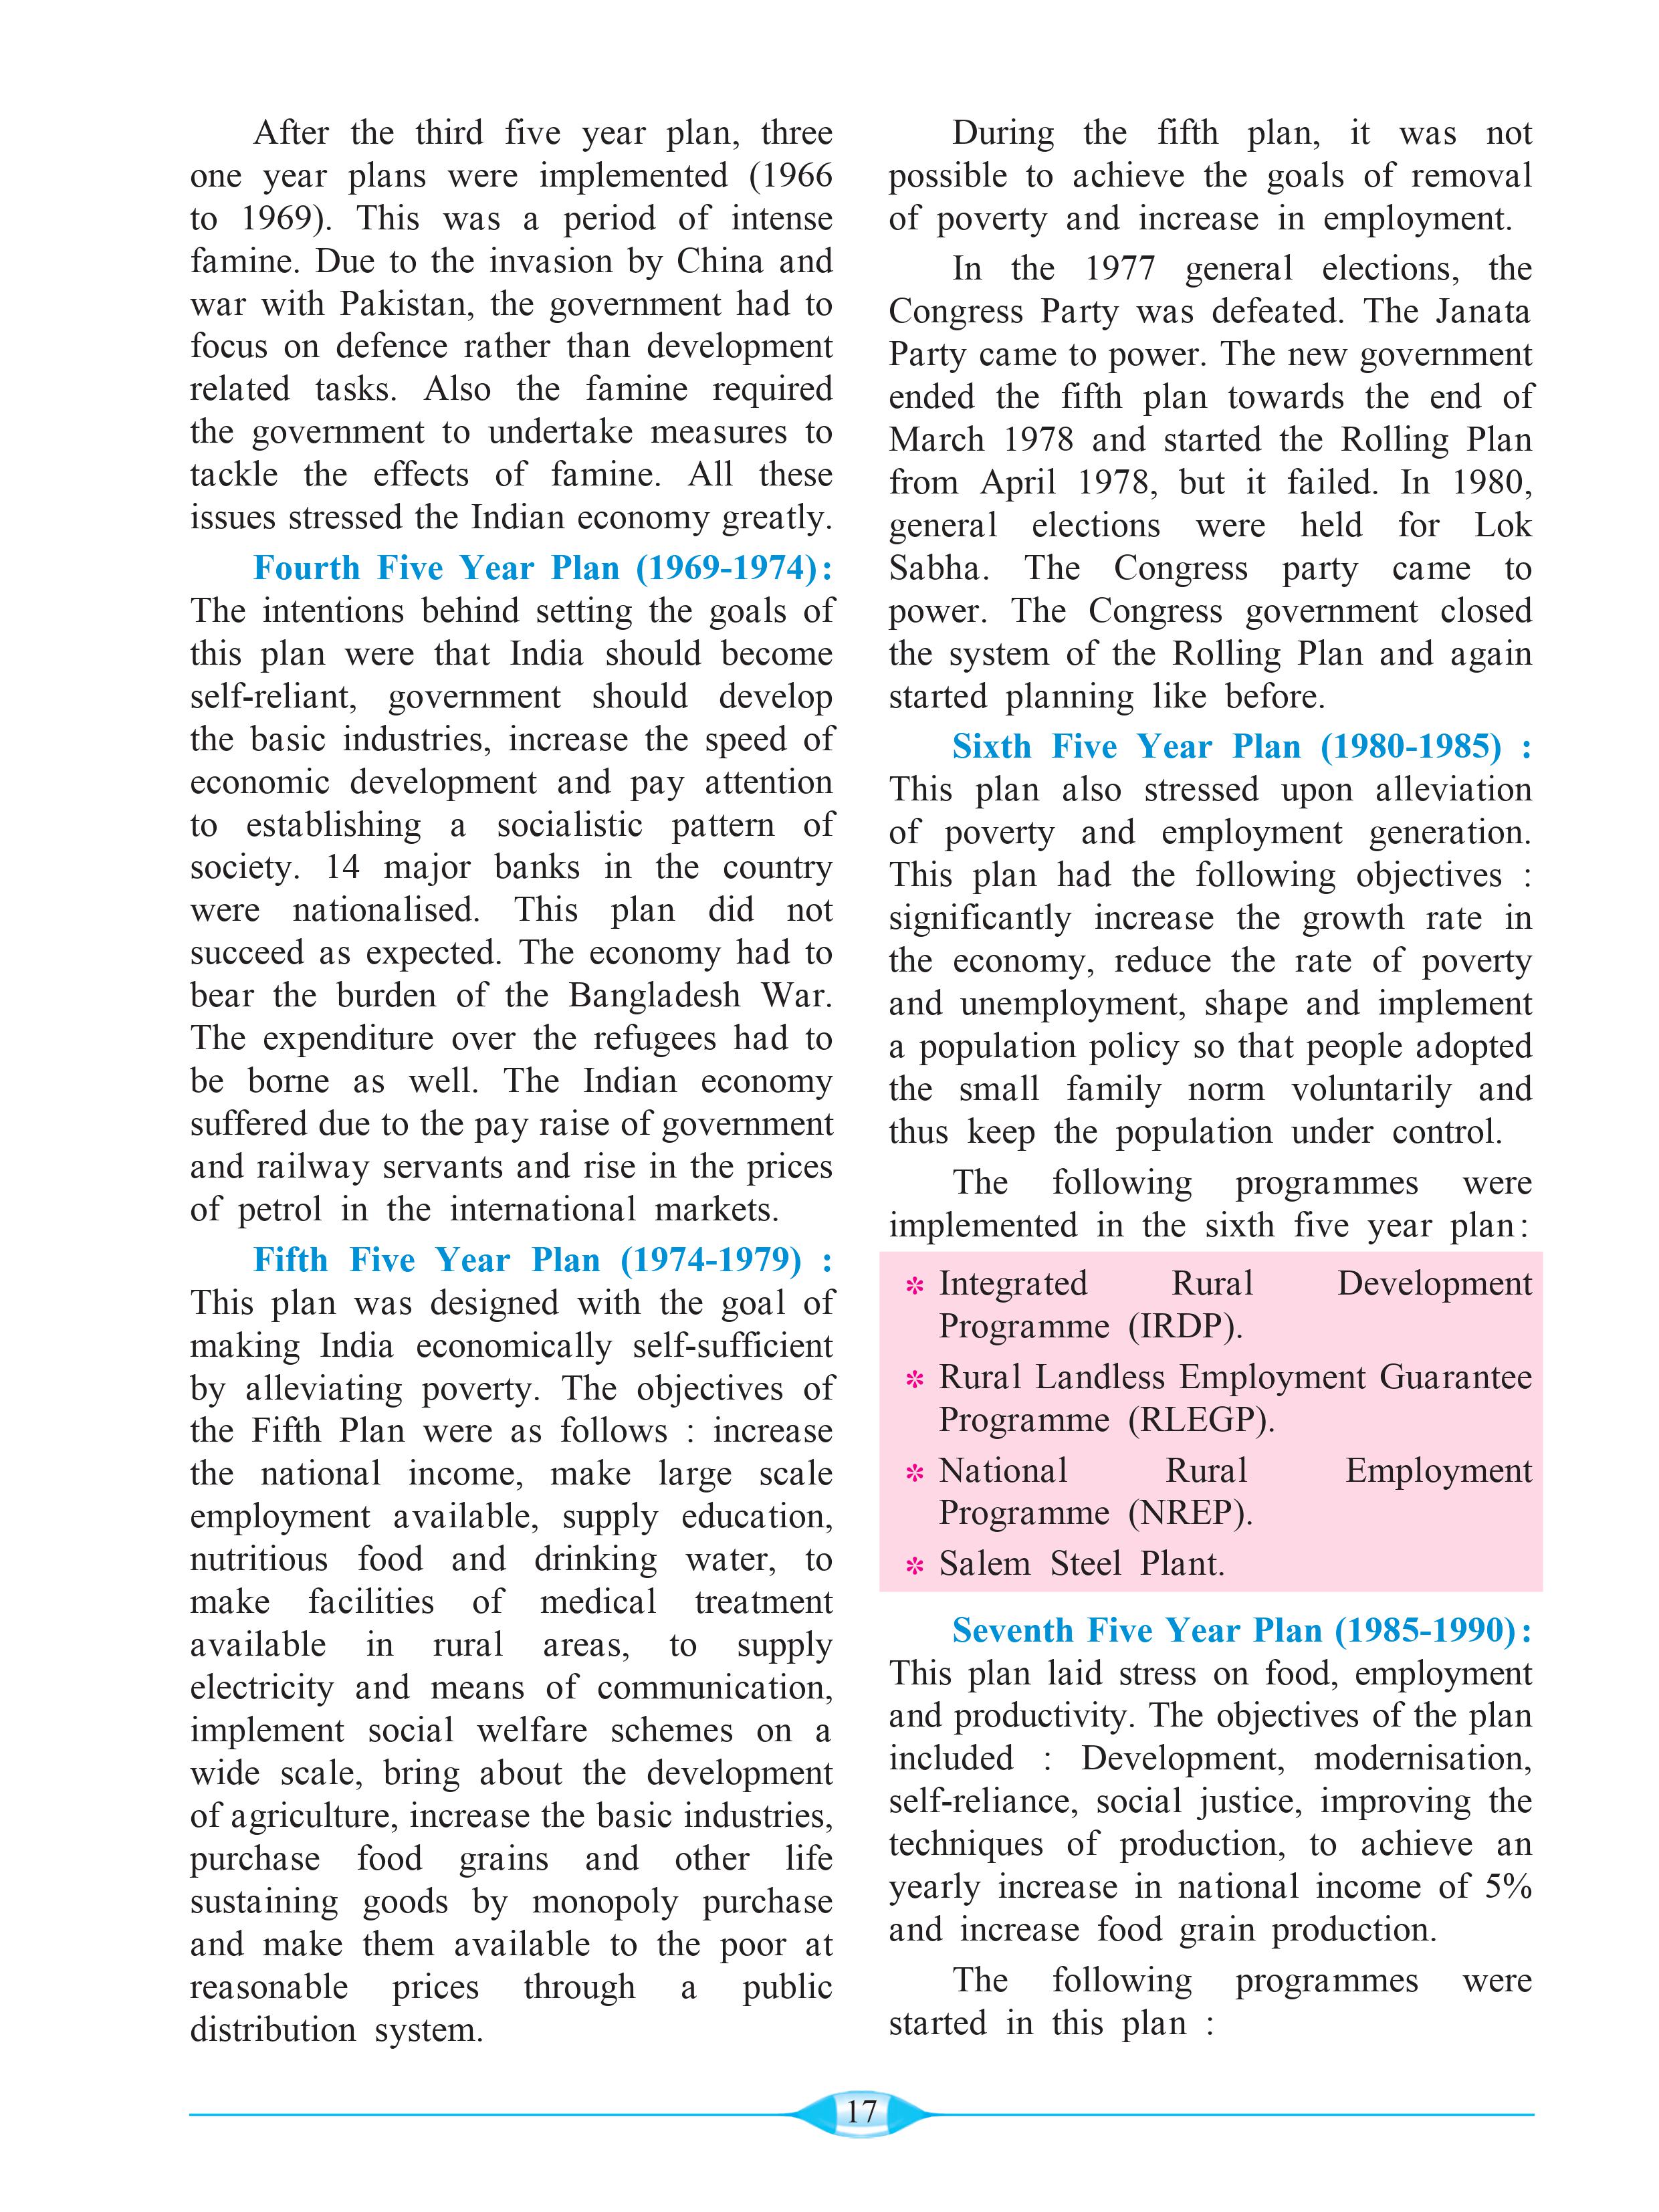 After the third five year plan, three
one year plans were implemented (1966
to 1969). This was a period of intense
famine. Due to the invasion by China and
war with Pakistan, the government had to
focus on defence rather than development
related tasks. Also the famine required
the government to undertake measures to
tackle the effects of famine. All these
issues stressed the Indian economy greatly.
Fourth Five Year Plan (1969-1974):
The intentions behind setting the goals of
this plan were that India should become
self-reliant, government should develop
the basic industries, increase the speed of
economic development and pay attention
to establishing a socialistic pattern of
society. 14 major banks in the country
were nationalised. This plan did not
succeed as expected. The economy had to
bear the burden of the Bangladesh War.
The expenditure over the refugees had to
be borne as well. The Indian economy
suffered due to the pay raise of government
and railway servants and rise in the prices
of petrol in the international markets.
Fifth Five Year Plan (1974-1979) :
This plan was designed with the goal of
making India economically self-sufficient
by alleviating poverty. The objectives of
the Fifth Plan were as follows : increase
the national income, make large scale
employment available, supply education,
nutritious food and drinking water, to
make facilities of medical treatment
available in rural areas, to supply
electricity and means of communication,
implement social welfare schemes on a
wide scale, bring about the development
of agriculture, increase the basic industries,
purchase food grains and other life
sustaining goods by monopoly purchase
and make them available to the poor at
reasonable prices through a public
distribution system.
During the fifth plan, it was not
possible to achieve the goals of removal
of poverty and increase in employment.
In the 1977 general elections, the
Congress Party was defeated. The Janata
Party came to power. The new government
ended the fifth plan towards the end of
March 1978 and started the Rolling Plan
from April 1978, but it failed. In 1980,
general elections were held for Lok
Sabha. The Congress party came to
power. The Congress government closed
the system of the Rolling Plan and again
started planning like before.
Sixth Five Year Plan (1980-1985) :
This plan also stressed upon alleviation
of poverty and employment generation.
This plan had the following objectives :
significantly increase the growth rate in
the economy, reduce the rate of poverty
and unemployment, shape and implement
a population policy so that people adopted
the small family norm voluntarily and
thus keep the population under control.
The following programmes were
implemented in the sixth five year plan:
✽ Integrated Rural Development
Programme (IRDP).
✽ Rural Landless Employment Guarantee
Programme (RLEGP).
✽ National Rural Employment
Programme (NREP).
✽ Salem Steel Plant.
Seventh Five Year Plan (1985-1990):
This plan laid stress on food, employment
and productivity. The objectives of the plan
included : Development, modernisation,
self-reliance, social justice, improving the
techniques of production, to achieve an
yearly increase in national income of 5%
and increase food grain production.
The following programmes were
started in this plan :
17